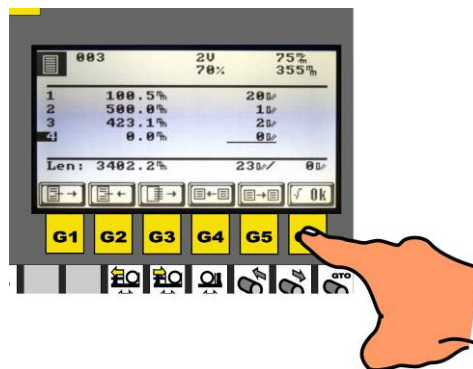 003 2V 75‰
70% 355‰
1 100.5‰ 20
2 500.0‰ 1
3 423.1‰ 2
4 0.0‰ 0
Len: 3402.2‰ 23 / 0
√ Ok
G1 G2 G3 G4 G5
GTO